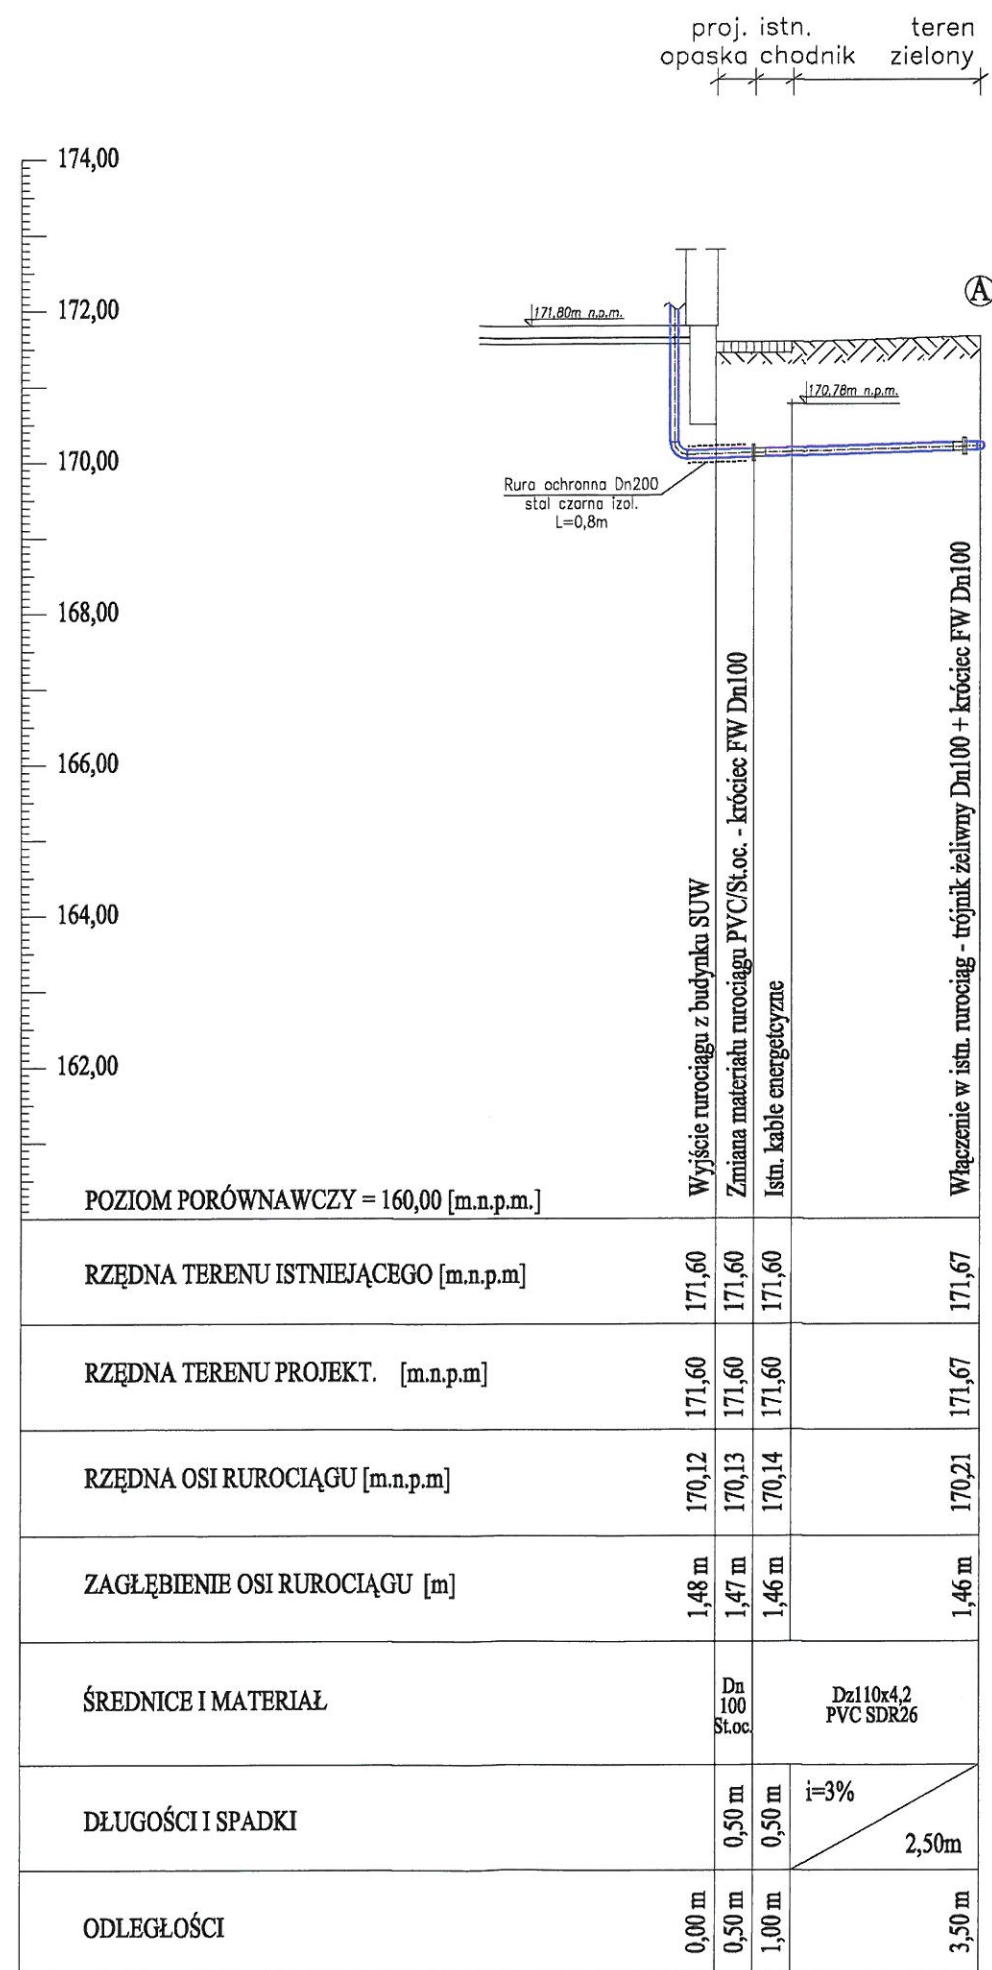 proj. istn. teren
opaska chodnik zielony
174,00
172,00
171,80m n.p.m.
A
170,78m n.p.m.
170,00
Rura ochronna Dn200
stal czarna izol.
L=0,8m
168,00
166,00
164,00
162,00
Wyjście rurociągu z budynku SUW
Zmiana materiału rurociągu PVC/St.oc. - króciec FW Dn100
Istn. kable energetcyzne
Włączenie w istn. rurociąg - trójnik żeliwny Dn100 + króciec FW Dn100
POZIOM PORÓWNAWCZY = 160,00 [m.n.p.m.]
RZĘDNA TERENU ISTNIEJĄCEGO [m.n.p.m] 171,60 171,60 171,60 171,67
RZĘDNA TERENU PROJEKT. [m.n.p.m] 171,60 171,60 171,60 171,67
RZĘDNA OSI RUROCIĄGU [m.n.p.m] 170,12 170,13 170,14 170,21
ZAGŁĘBIENIE OSI RUROCIĄGU [m] 1,48 m 1,47 m 1,46 m 1,46 m
ŚREDNICE I MATERIAŁ
Dn
100
St.oc.
Dz110x4,2
PVC SDR26
DŁUGOŚCI I SPADKI 0,50 m 0,50 m i=3% 2,50m
ODLEGŁOŚCI 0,00 m 0,50 m 1,00 m 3,50 m